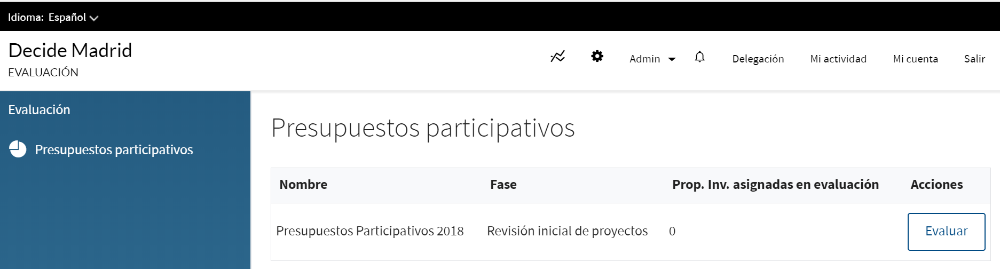 Idioma: Español
Decide Madrid
EVALUACIÓN
Admin Delegación Mi actividad Mi cuenta Salir
Evaluación
Presupuestos participativos
Presupuestos participativos
Nombre Fase Prop. Inv. asignadas en evaluación Acciones
Presupuestos Participativos 2018 Revisión inicial de proyectos 0 Evaluar